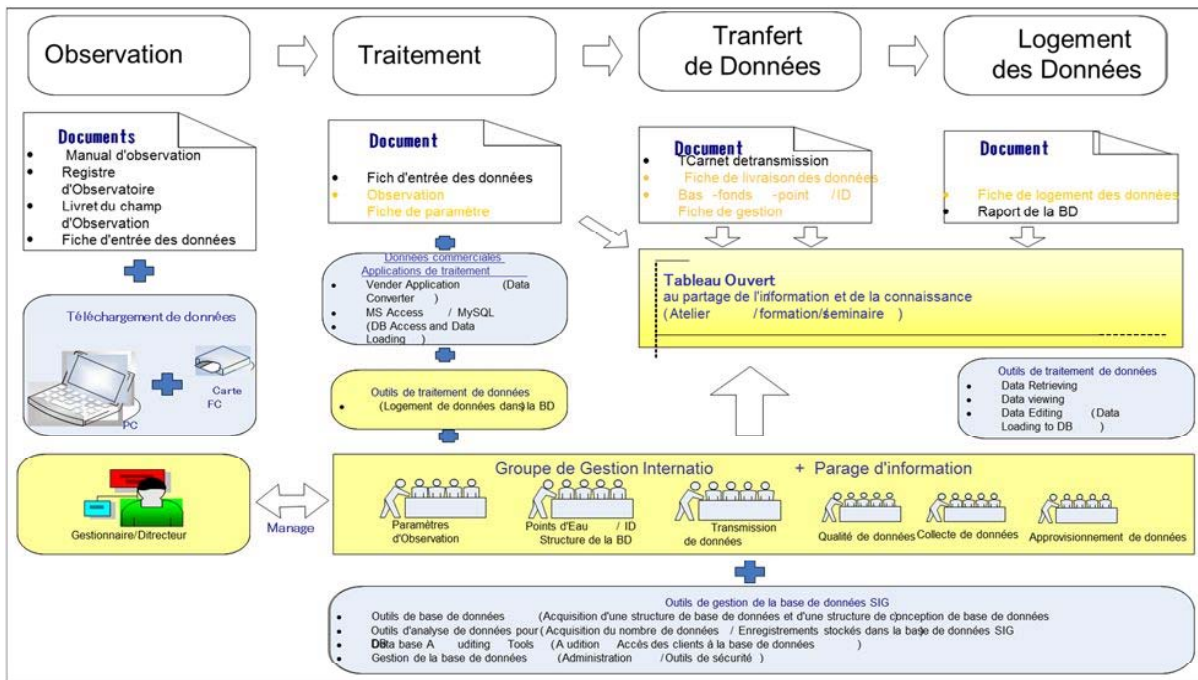 Observation
Traitement
Tranfert
de Données
Logement
des Données
Documents
• Manual d'observation
• Registre
d'Observatoire
• Livret du champ
d'Observation
• Fiche d'entrée des données
Document
• Fich d'entrée des données
• Observation
Fiche de paramètre
Document
• TCarnet detransmission
• Fiche de livraison des données
• Bas -fonds -point / ID
Fiche de gestion
Document
• Fiche de logement des données
• Raport de la BD
Téléchargement de données
PC
Carte
FC
Données commerciales
Applications de traitement
• Vender Application (Data
Converter )
• MS Access / MySQL
• (DB Access and Data
Loading )
Outils de traitement de données
• (Logement de données dans la BD)
Tableau Ouvert
au partage de l'information et de la connaissance
(Atelier /formation/séminaire )
Outils de traitement de données
• Data Retrieving
• Data viewing
• Data Editing (Data
Loading to DB )
Gestionnaire/Ditrecteur
Manage
Groupe de Gestion Internatio + Parage d'information
Paramètres
d'Observation
Points d'Eau / ID
Structure de la BD
Transmission
de données
Qualité de données
Collecte de données
Approvisionnement de données
Outils de gestion de la base de données SIG
• Outils de base de données (Acquisition d'une structure de base de données et d'une structure de conception de base de données
• Outils d'analyse de données pour (Acquisition du nombre de données / Enregistrements stockés dans la base de données SIG )
DB
• Data base A uditing Tools (A udition Accès des clients á la base de données )
• Gestion de la base de données (Administration /Outils de sécurité )